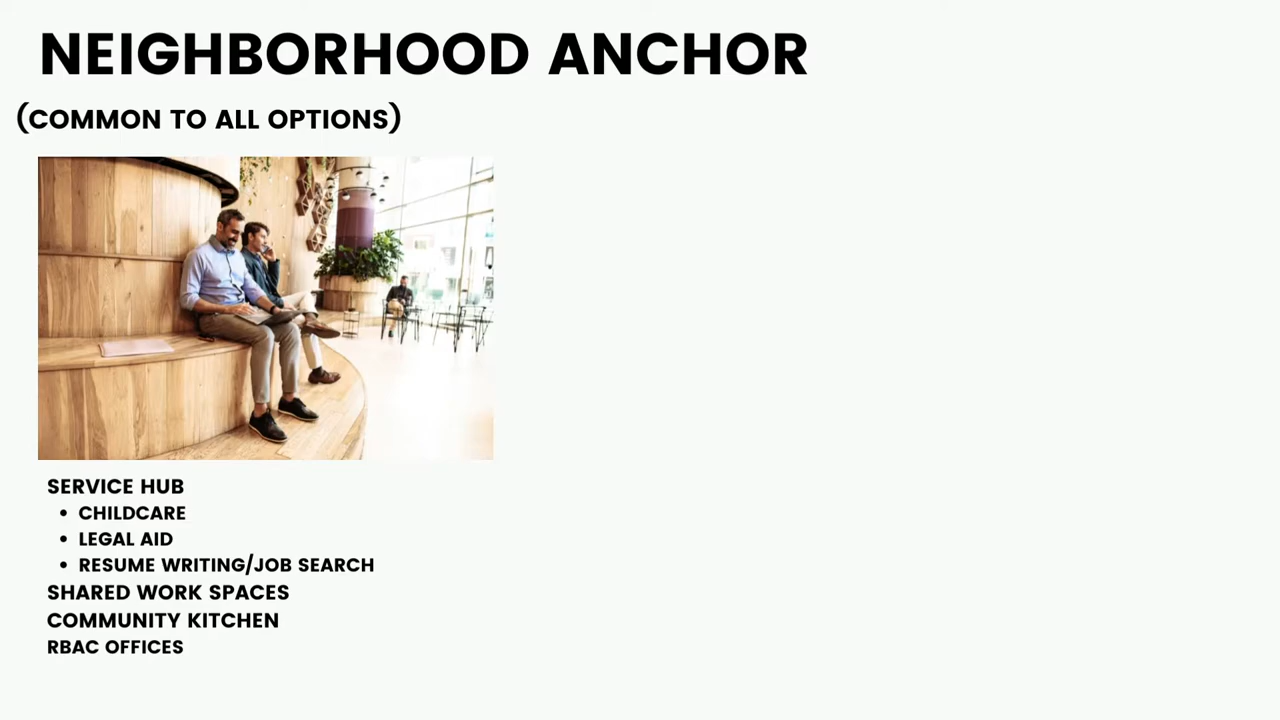 NEIGHBORHOOD ANCHOR
(COMMON TO ALL OPTIONS)
SERVICE HUB
• CHILDCARE
• LEGAL AID
• RESUME WRITING/JOB SEARCH
SHARED WORK SPACES
COMMUNITY KITCHEN
RBAC OFFICES